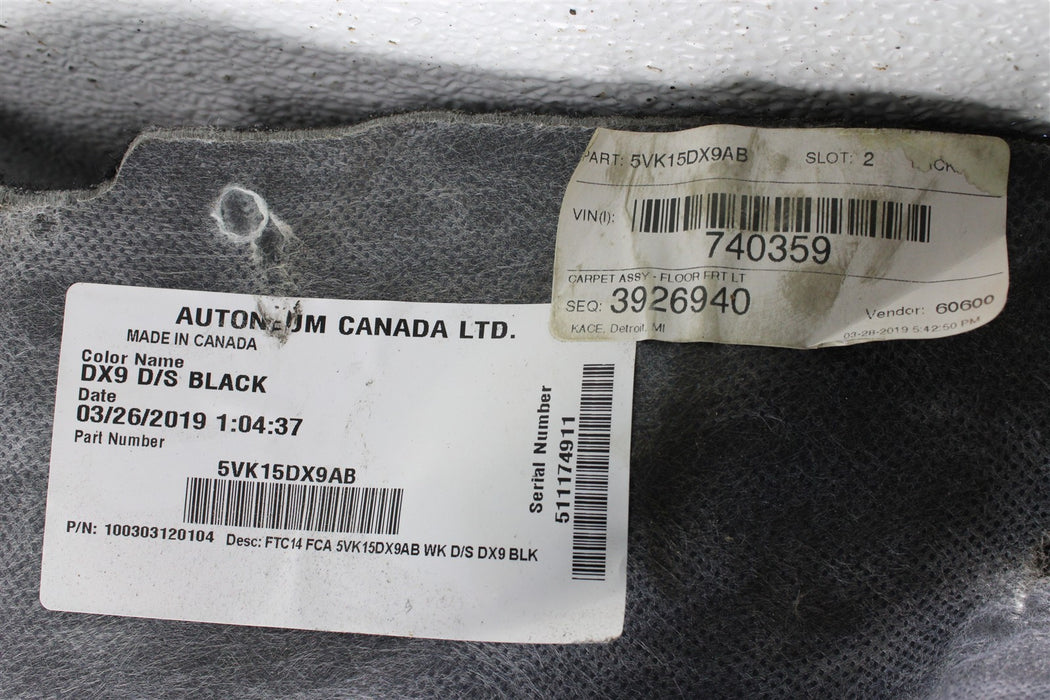 PART: 5VK15DX9AB SLOT: 2
VIN(I):
740359
CARPET ASSY - FLOOR FRT LT
SEQ: 3926940 Vendor: 60600
KACE, Detroit, MI 03-28-2019 5:42:50 PM
AUTONEUM CANADA LTD.
MADE IN CANADA
Color Name
DX9 D/S BLACK
Date
03/26/2019 1:04:37
Part Number
5VK15DX9AB
P/N: 100303120104 Desc: FTC14 FCA 5VK15DX9AB WK D/S DX9 BLK
Serial Number
511174911